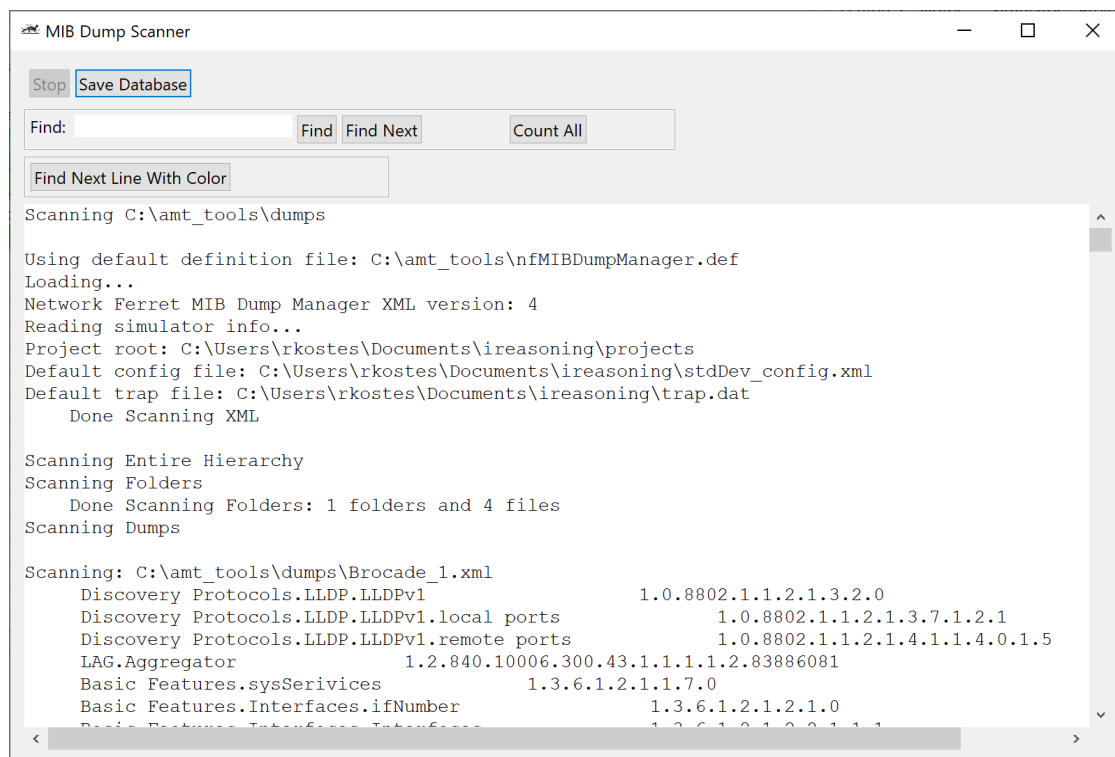 MIB Dump Scanner
Stop Save Database
Find: Find Find Next Count All
Find Next Line With Color
Scanning C:\amt_tools\dumps
Using default definition file: C:\amt_tools\nfMIBDumpManager.def
Loading...
Network Ferret MIB Dump Manager XML version: 4
Reading simulator info...
Project root: C:\Users\rkostes\Documents\ireasoning\projects
Default config file: C:\Users\rkostes\Documents\ireasoning\stdDev_config.xml
Default trap file: C:\Users\rkostes\Documents\ireasoning\trap.dat
Done Scanning XML
Scanning Entire Hierarchy
Scanning Folders
Done Scanning Folders: 1 folders and 4 files
Scanning Dumps
Scanning: C:\amt_tools\dumps\Brocade_1.xml
Discovery Protocols.LLDP.LLDPv1 1.0.8802.1.1.2.1.3.2.0
Discovery Protocols.LLDP.LLDPv1.local ports 1.0.8802.1.1.2.1.3.7.1.2.1
Discovery Protocols.LLDP.LLDPv1.remote ports 1.0.8802.1.1.2.1.4.1.1.4.0.1.5
LAG.Aggregator 1.2.840.10006.300.43.1.1.1.1.2.83886081
Basic Features.sysSerivices 1.3.6.1.2.1.1.7.0
Basic Features.Interfaces.ifNumber 1.3.6.1.2.1.2.1.0